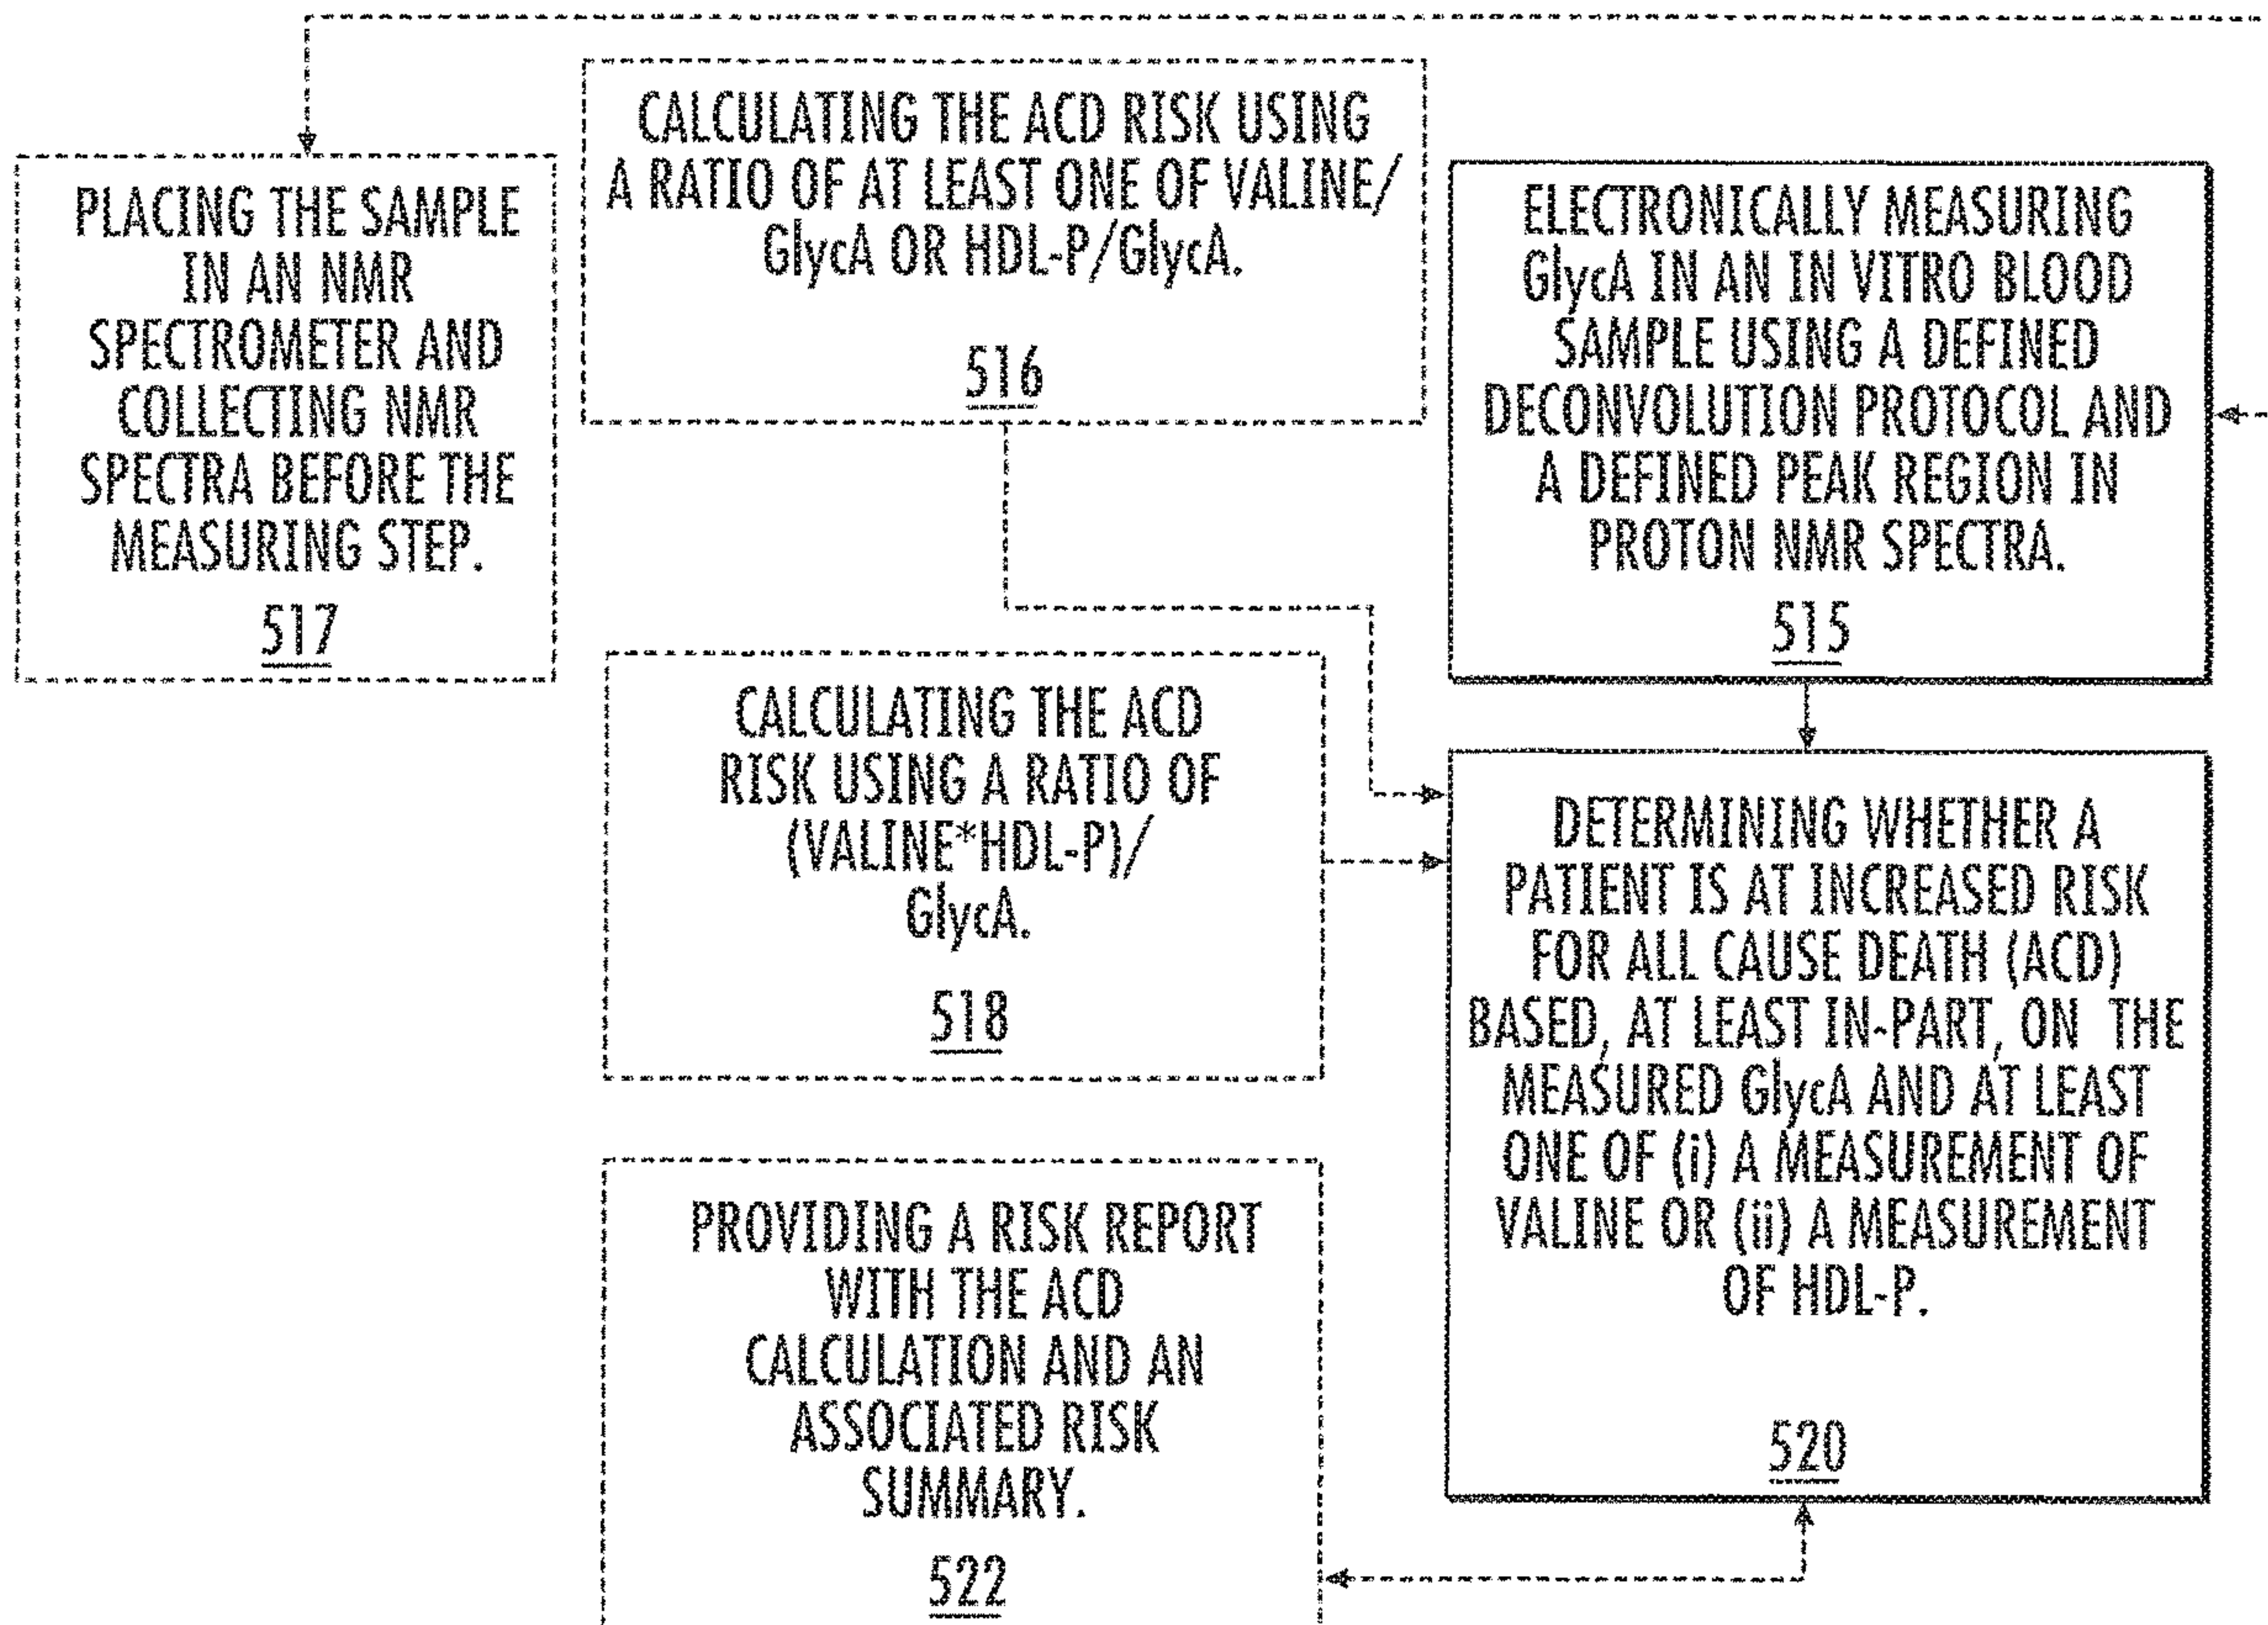 PLACING THE SAMPLE
IN AN NMR
SPECTROMETER AND
COLLECTING NMR
SPECTRA BEFORE THE
MEASURING STEP.
517
CALCULATING THE ACD RISK USING
A RATIO OF AT LEAST ONE OF VALINE/
GlycA OR HDL-P/GlycA.
516
ELECTRONICALLY MEASURING
GlycA IN AN IN VITRO BLOOD
SAMPLE USING A DEFINED
DECONVOLUTION PROTOCOL AND
A DEFINED PEAK REGION IN
PROTON NMR SPECTRA.
515
CALCULATING THE ACD
RISK USING A RATIO OF
(VALINE*HDL-P)/
GlycA.
518
DETERMINING WHETHER A
PATIENT IS AT INCREASED RISK
FOR ALL CAUSE DEATH (ACD)
BASED, AT LEAST IN-PART, ON THE
MEASURED GlycA AND AT LEAST
ONE OF (i) A MEASUREMENT OF
VALINE OR (ii) A MEASUREMENT
OF HDL-P.
520
PROVIDING A RISK REPORT
WITH THE ACD
CALCULATION AND AN
ASSOCIATED RISK
SUMMARY.
522